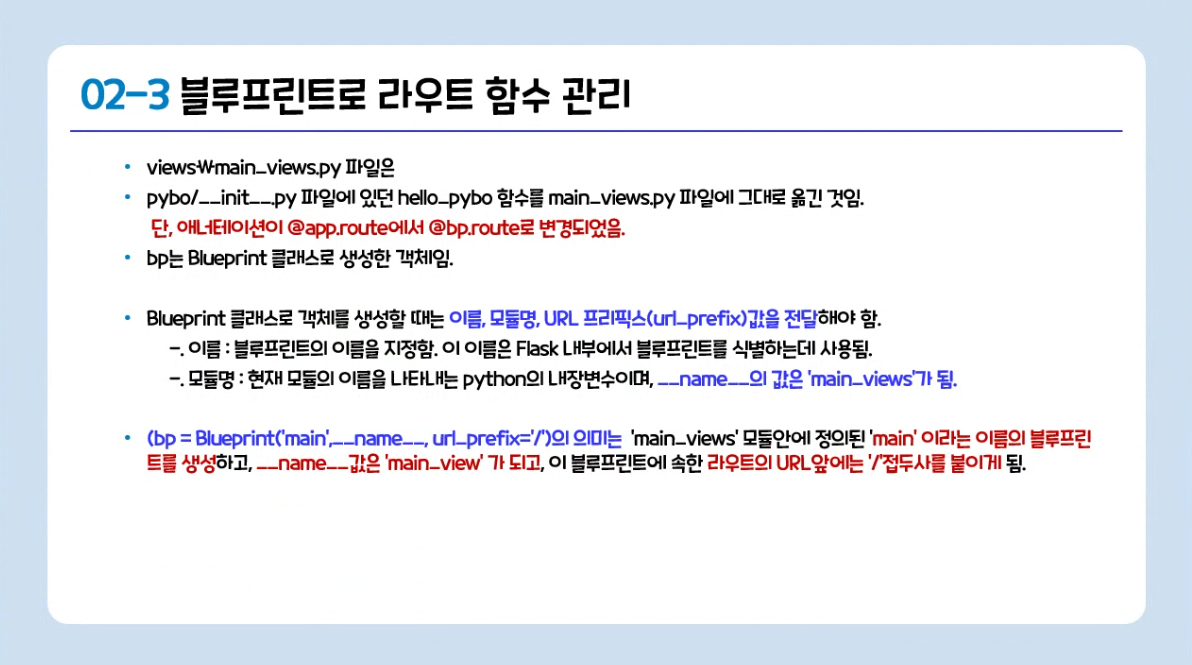 02-3 블루프린트로 라우트 함수 관리
• views₩main_views.py 파일은
• pybo/__init__.py 파일에 있던 hello_pybo 함수를 main_views.py 파일에 그대로 옮긴 것임.
단, 애너테이션이 @app.route에서 @bp.route로 변경되었음.
• bp는 Blueprint 클래스로 생성한 객체임.
• Blueprint 클래스로 객체를 생성할 때는 이름, 모듈명, URL 프리픽스(url_prefix)값을 전달해야 함.
-. 이름 : 블루프린트의 이름을 지정함. 이 이름은 Flask 내부에서 블루프린트를 식별하는데 사용됨.
-. 모듈명 : 현재 모듈의 이름을 나타내는 python의 내장변수이며, __name__의 값은 'main_views'가 됨.
• (bp = Blueprint('main',__name__, url_prefix='/')의 의미는 'main_views' 모듈안에 정의된 'main' 이라는 이름의 블루프린
트를 생성하고, __name__값은 'main_view' 가 되고, 이 블루프린트에 속한 라우트의 URL앞에는 '/'접두사를 붙이게 됨.